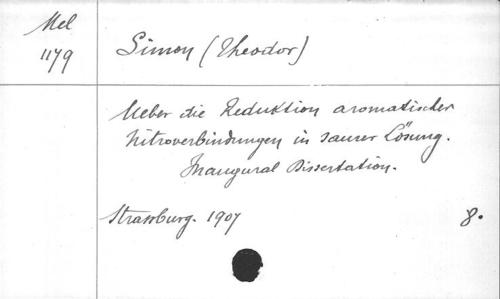 Mel
1179
Simon (Theodor)
Ueber die Reduktion aromatischer
Nitroverbindungen in saurer Lösung.
Inaugural Dissertation.
Strassburg. 1907
8.